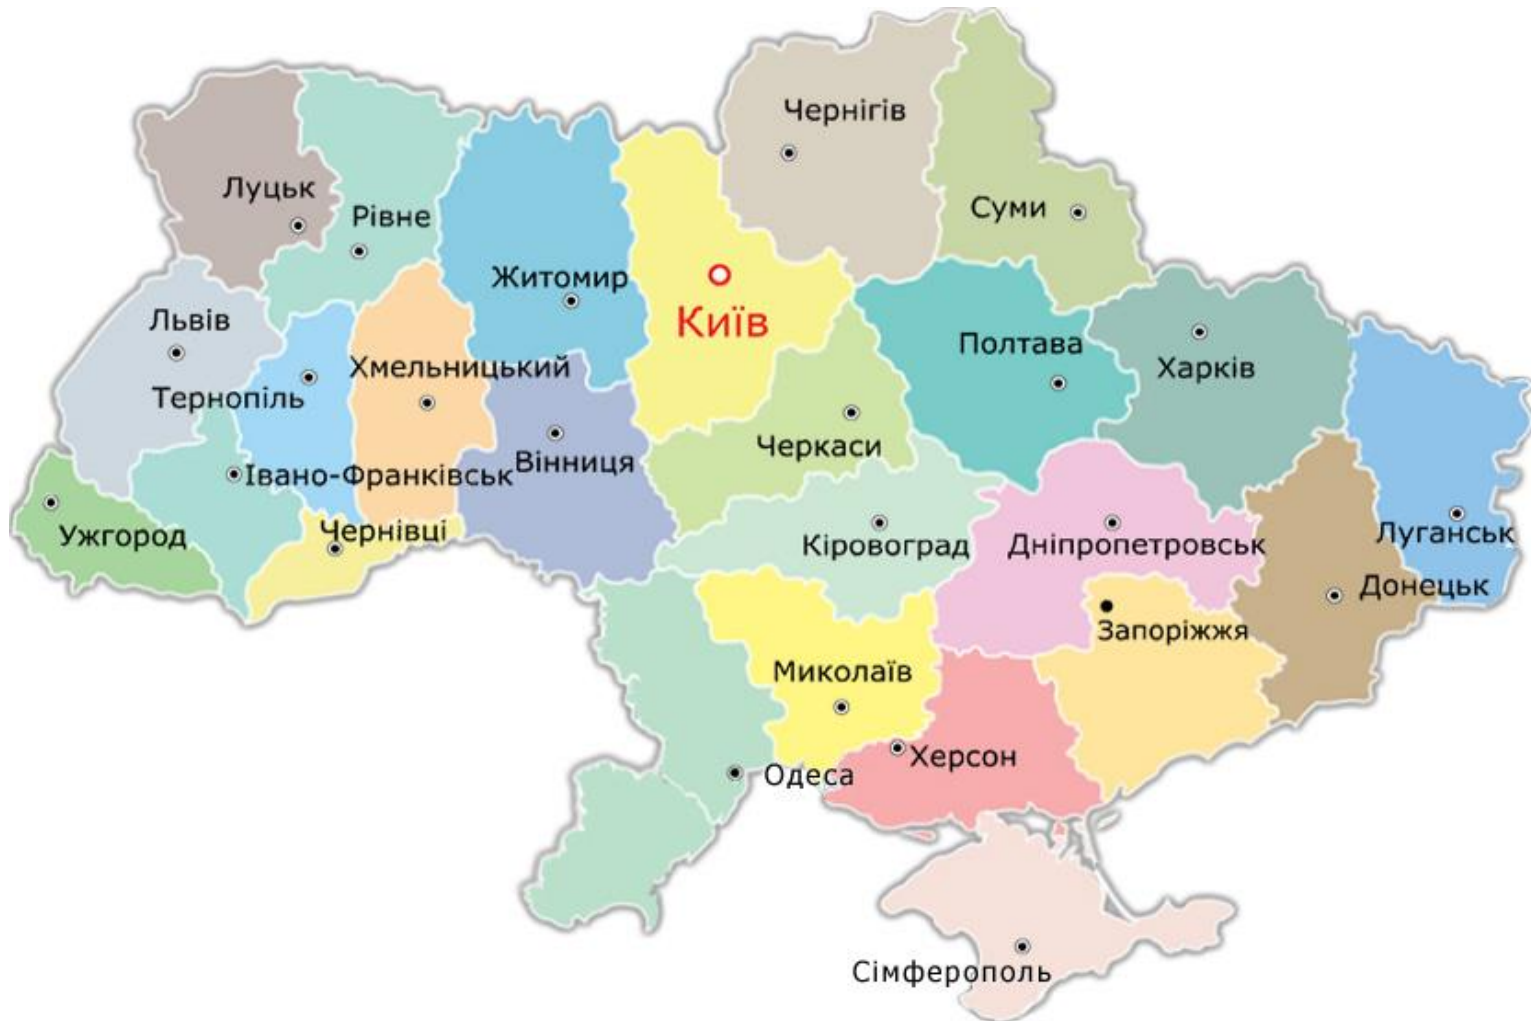 Чернігів
Луцьк
Суми
Рівне
Житомир
Київ
Львів
Полтава
Хмельницький
Харків
Тернопіль
Черкаси
Вінниця
Івано-Франківськ
Чернівці
Ужгород
Кіровоград
Дніпропетровськ
Луганськ
Донецьк
Запоріжжя
Миколаїв
Херсон
Одеса
Сімферополь